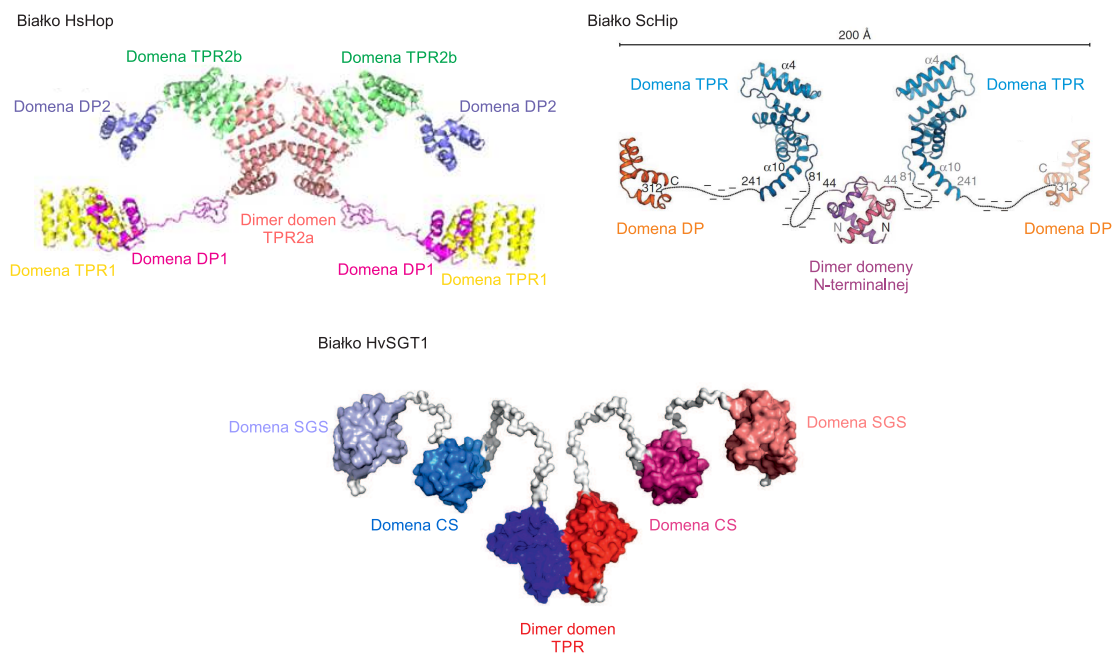 Białko HsHop
Domena TPR2b
Domena TPR2b
Domena DP2
Domena DP2
Dimer domen
TPR2a
Domena DP1
Domena DP1
Domena TPR1
Domena TPR1
Białko ScHip
200 Å
α4
α4
Domena TPR
Domena TPR
α10
α10
241
81
44
44
81
241
C
312
C
312
N
N
Domena DP
Domena DP
Dimer domeny
N-terminalnej
Białko HvSGT1
Domena SGS
Domena SGS
Domena CS
Domena CS
Dimer domen
TPR